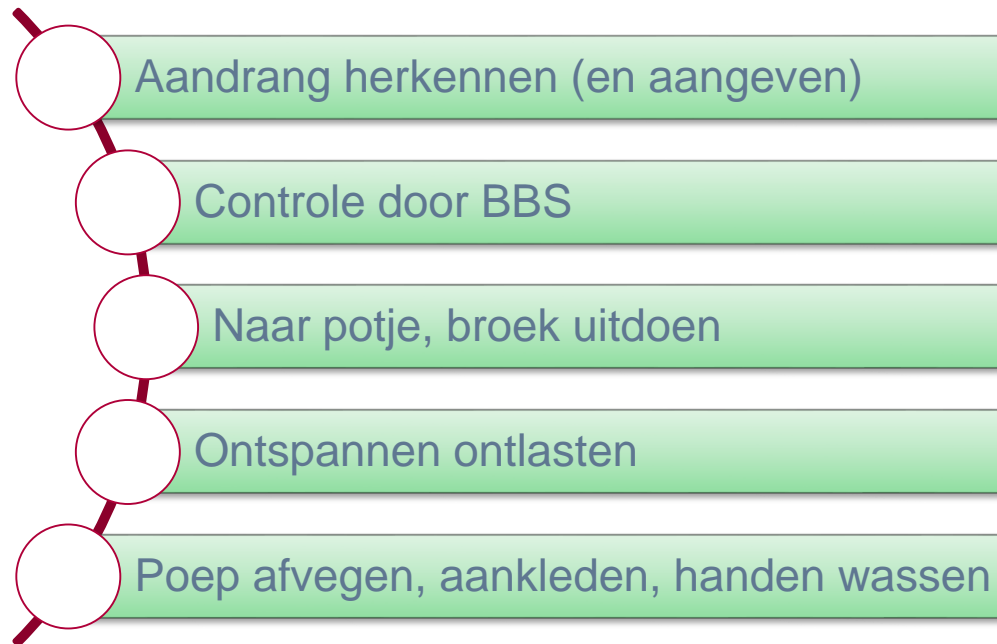 Aandrang herkennen (en aangeven)
Controle door BBS
Naar potje, broek uitdoen
Ontspannen ontlasten
Poep afvegen, aankleden, handen wassen